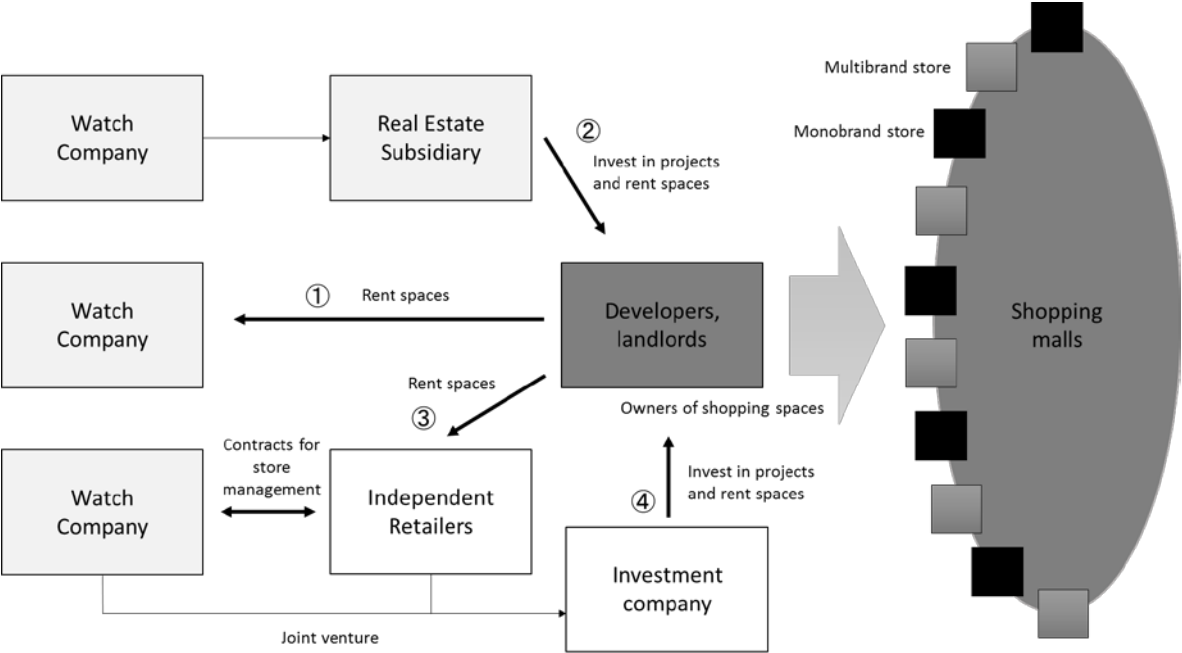 Watch
Company
Real Estate
Subsidiary
②
Invest in projects
and rent spaces
Multibrand store
Monobrand store
Watch
Company
①
Rent spaces
Developers,
landlords
Shopping
malls
Rent spaces
③
Owners of shopping spaces
Contracts for
store
management
Watch
Company
Independent
Retailers
④
Invest in projects
and rent spaces
Investment
company
Joint venture